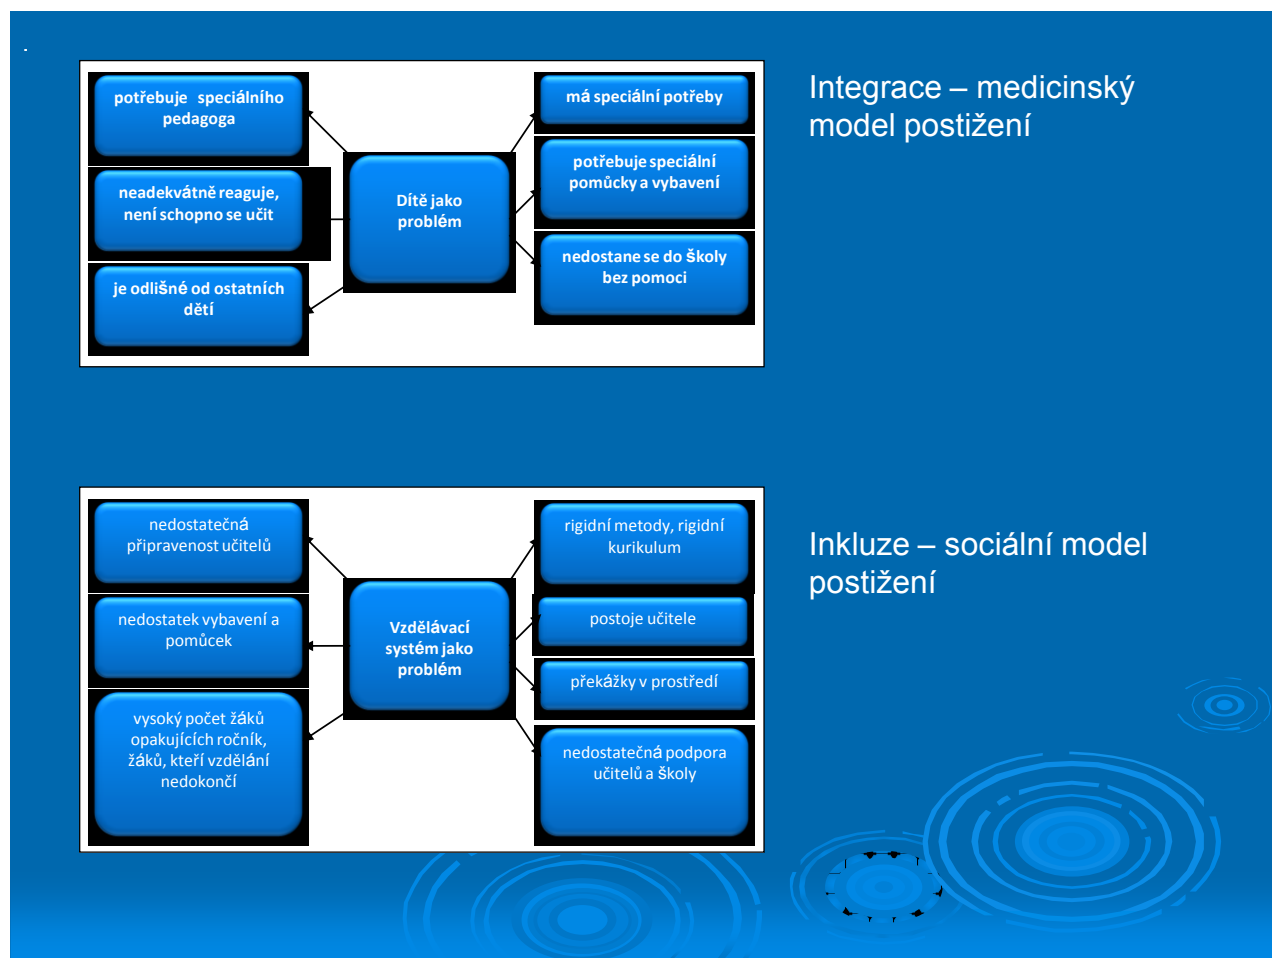 potřebuje speciálního
pedagoga
neadekvátně reaguje,
není schopno se učit
je odlišné od ostatních
dětí
Dítě jako
problém
má speciální potřeby
potřebuje speciální
pomůcky a vybavení
nedostane se do školy
bez pomoci
Integrace – medicinský
model postižení
nedostatečná
připravenost učitelů
nedostatek vybavení a
pomůcek
vysoký počet žáků
opakujících ročník,
žáků, kteří vzdělání
nedokončí
Vzdělávací
systém jako
problém
rigidní metody, rigidní
kurikulum
postoje učitele
překážky v prostředí
nedostatečná podpora
učitelů a školy
Inkluze – sociální model
postižení